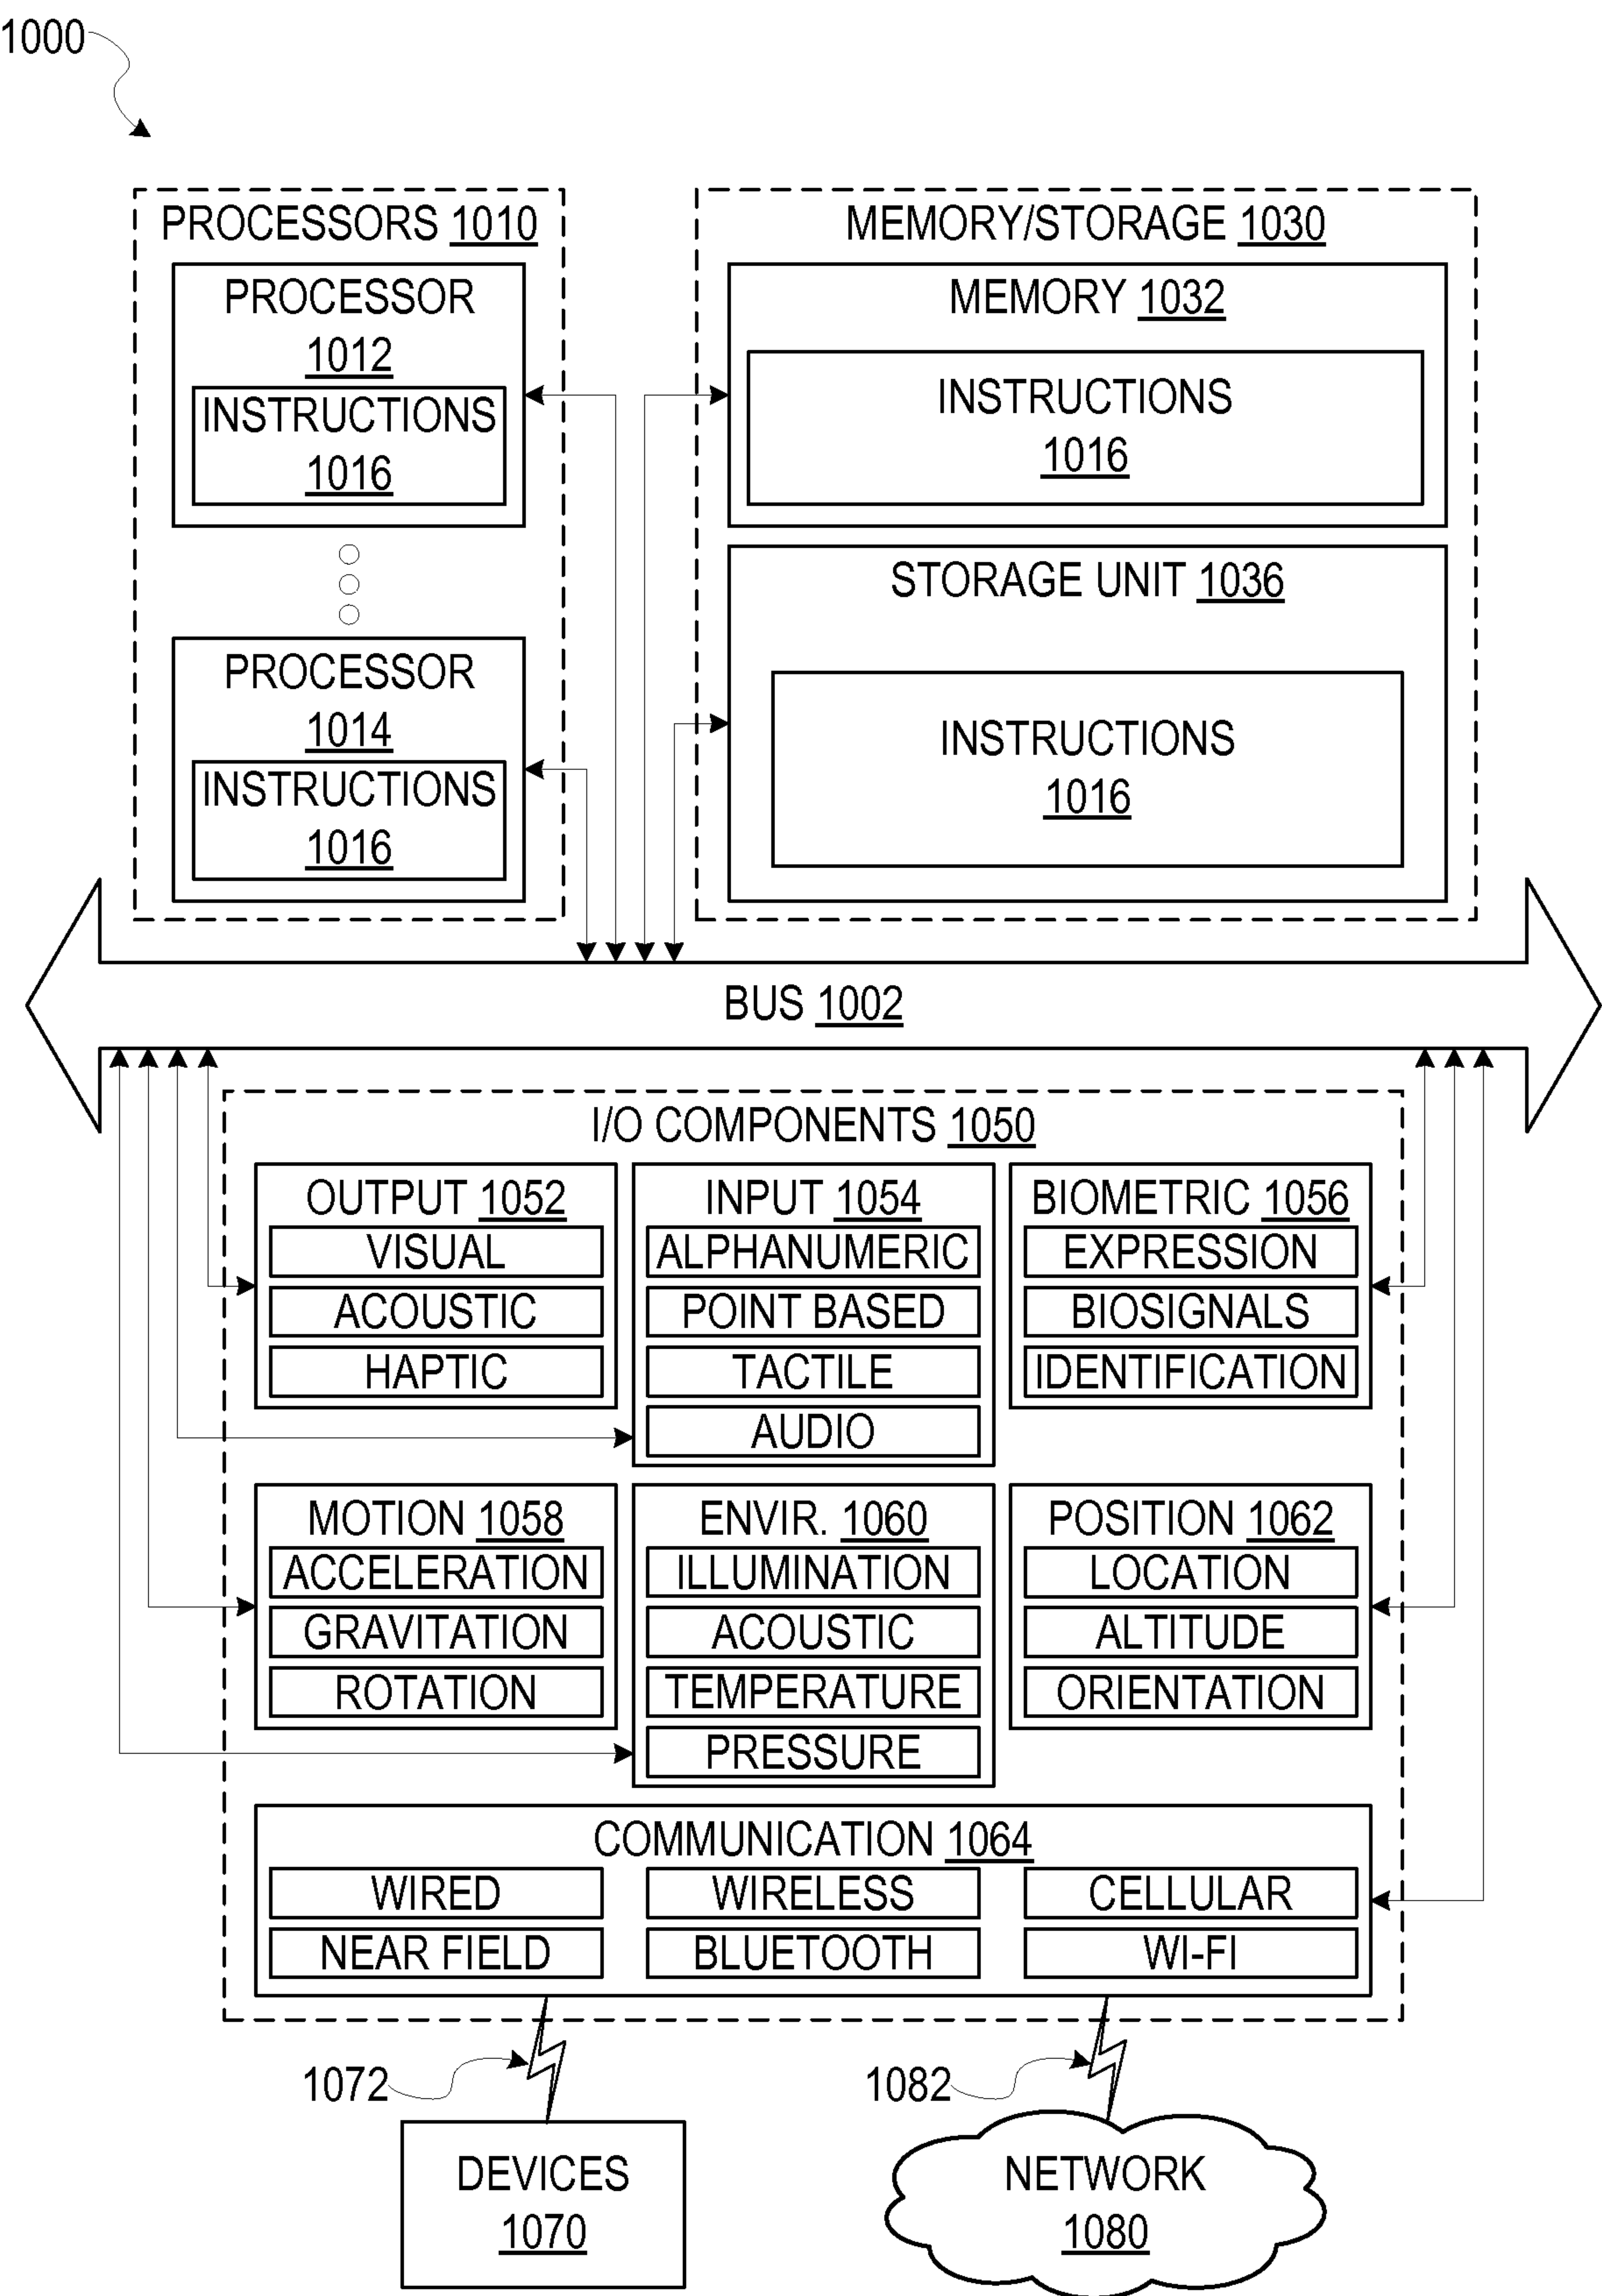 1000
PROCESSORS 1010
PROCESSOR
1012
INSTRUCTIONS
1016
PROCESSOR
1014
INSTRUCTIONS
1016
MEMORY/STORAGE 1030
MEMORY 1032
INSTRUCTIONS
1016
STORAGE UNIT 1036
INSTRUCTIONS
1016
BUS 1002
I/O COMPONENTS 1050
OUTPUT 1052
VISUAL
ACOUSTIC
HAPTIC
INPUT 1054
ALPHANUMERIC
POINT BASED
TACTILE
AUDIO
BIOMETRIC 1056
EXPRESSION
BIOSIGNALS
IDENTIFICATION
MOTION 1058
ACCELERATION
GRAVITATION
ROTATION
ENVIR. 1060
ILLUMINATION
ACOUSTIC
TEMPERATURE
PRESSURE
POSITION 1062
LOCATION
ALTITUDE
ORIENTATION
COMMUNICATION 1064
WIRED
WIRELESS
CELLULAR
NEAR FIELD
BLUETOOTH
WI-FI
1072
1082
DEVICES
1070
NETWORK
1080